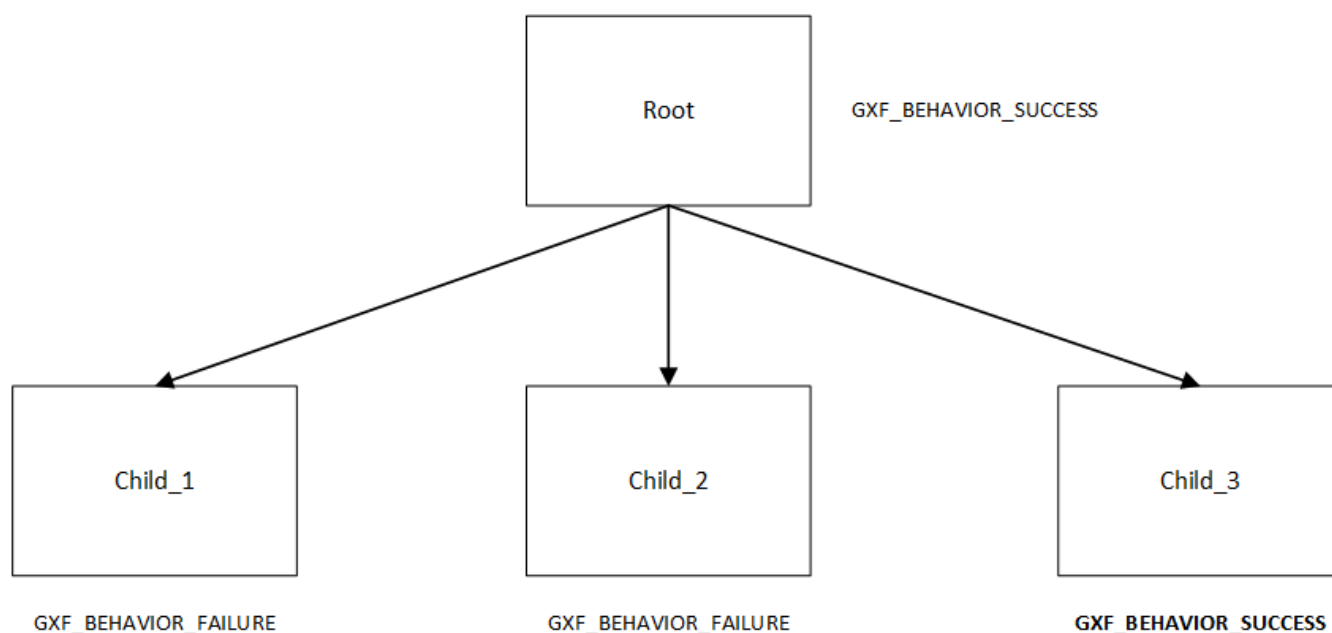 Root
GXF_BEHAVIOR_SUCCESS
Child_1
Child_2
Child_3
GXF_BEHAVIOR_FAILURE
GXF_BEHAVIOR_FAILURE
GXF_BEHAVIOR_SUCCESS